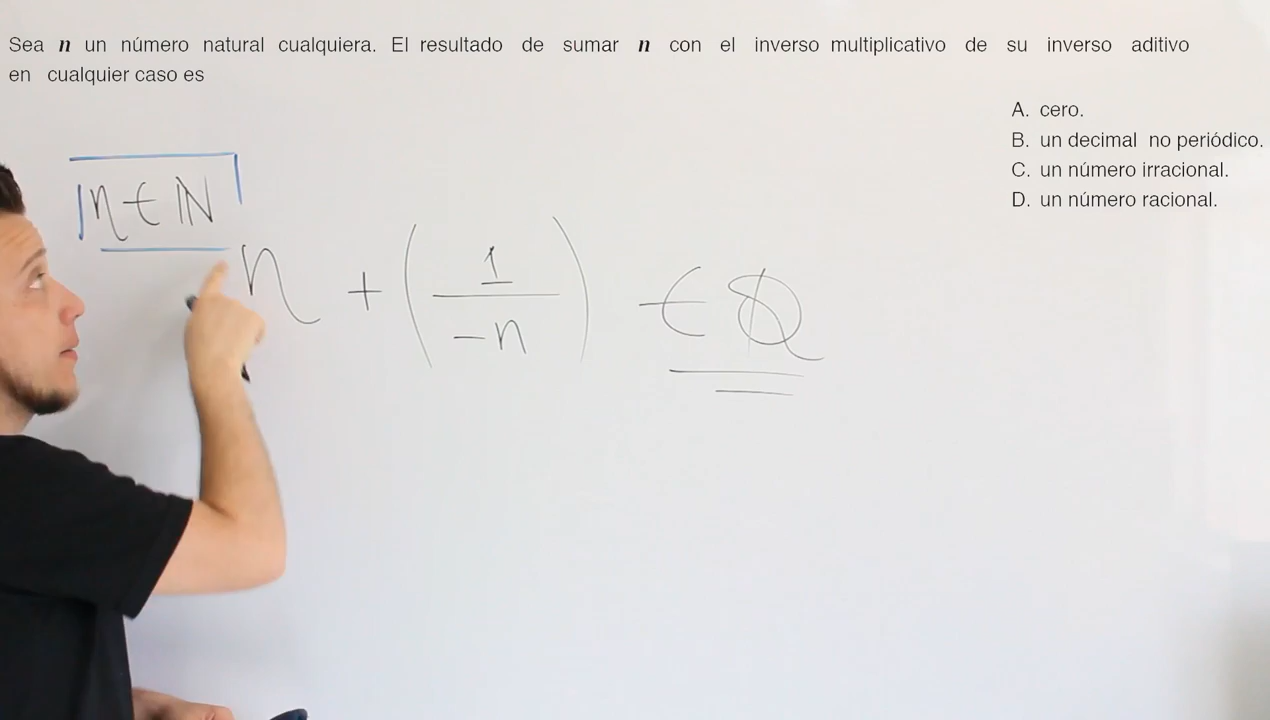 Sea n un número natural cualquiera. El resultado de sumar n con el inverso multiplicativo de su inverso aditivo
en cualquier caso es
A. cero.
B. un decimal no periódico.
C. un número irracional.
D. un número racional.
n ∈ ℕ
n + (1/-n) ∈ ℚ